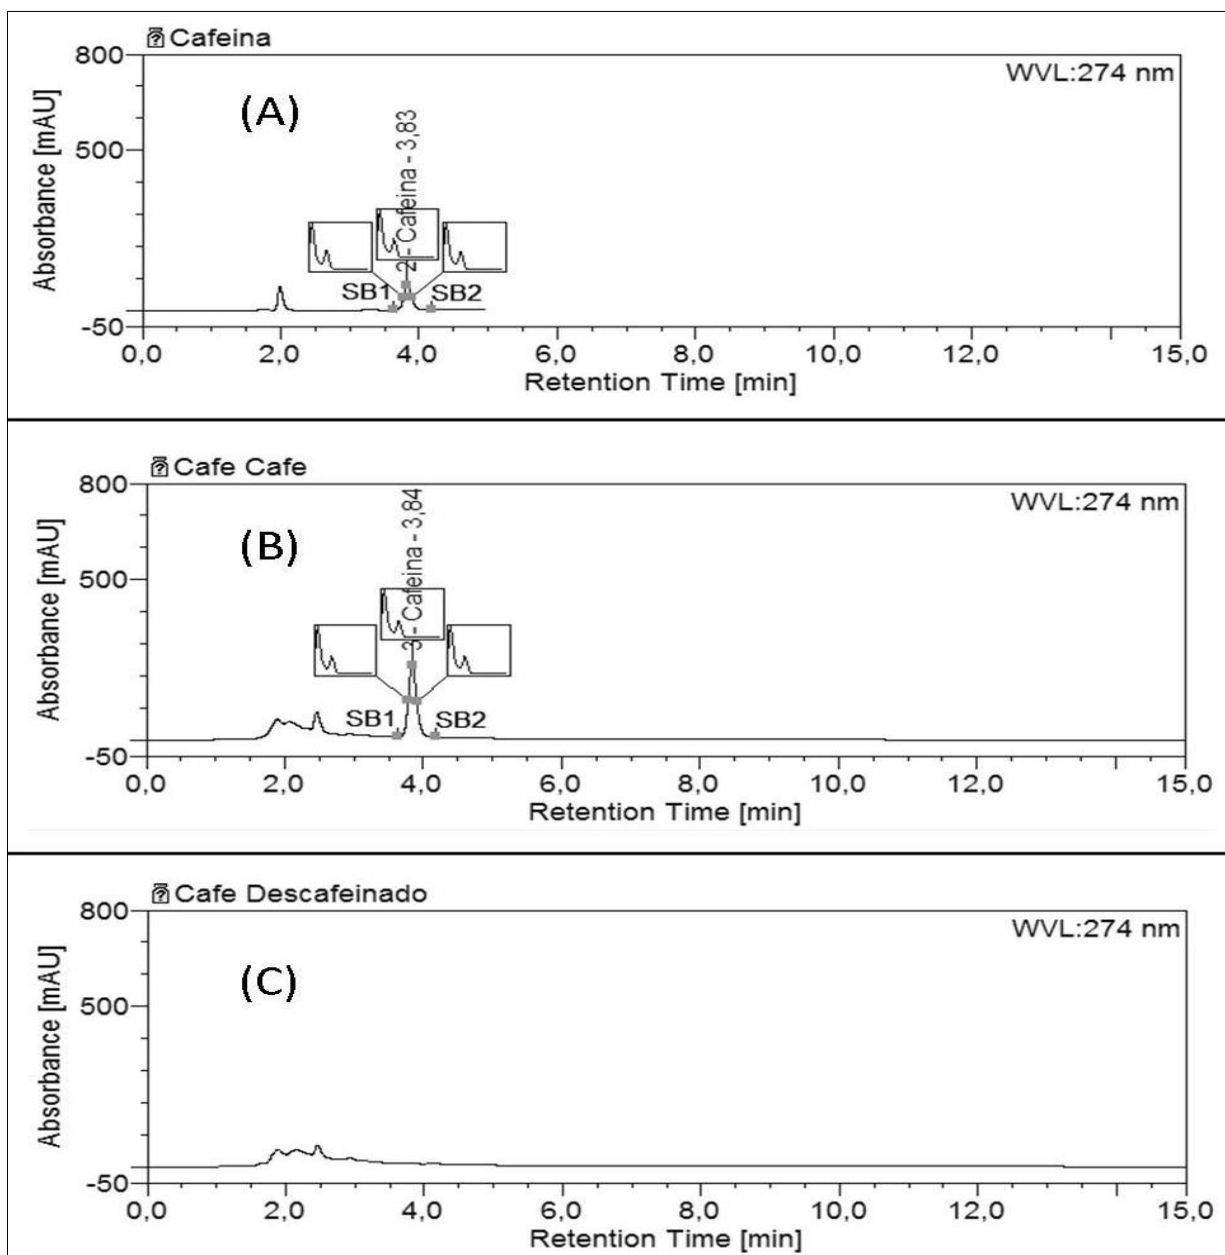 Cafeina
800
WVL:274 nm
(A)
500
Absorbance [mAU]
2 - Cafeina - 3,83
SB1
SB2
-50
0,0 2,0 4,0 6,0 8,0 10,0 12,0 15,0
Retention Time [min]
Cafe Cafe
800
WVL:274 nm
(B)
500
Absorbance [mAU]
3 - Cafeina - 3,84
SB1
SB2
-50
0,0 2,0 4,0 6,0 8,0 10,0 12,0 15,0
Retention Time [min]
Cafe Descafeinado
800
WVL:274 nm
(C)
500
Absorbance [mAU]
-50
0,0 2,0 4,0 6,0 8,0 10,0 12,0 15,0
Retention Time [min]